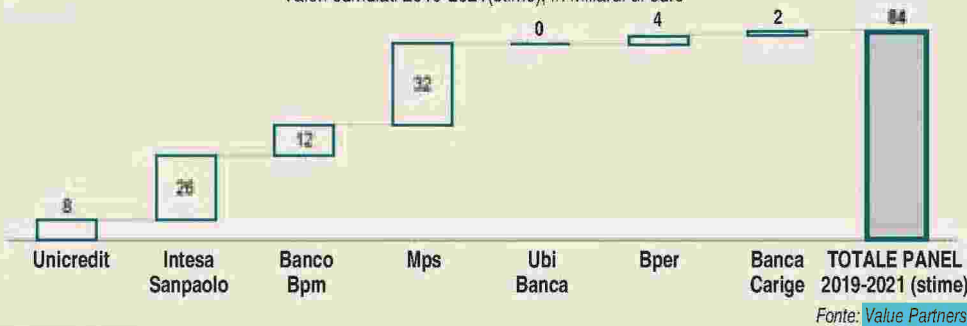 0
4
2
84
32
12
26
8
Unicredit
Intesa Sanpaolo
Banco Bpm
Mps
Ubi Banca
Bper
Banca Carige
TOTALE PANEL 2019-2021 (stime)
Fonte: Value Partners